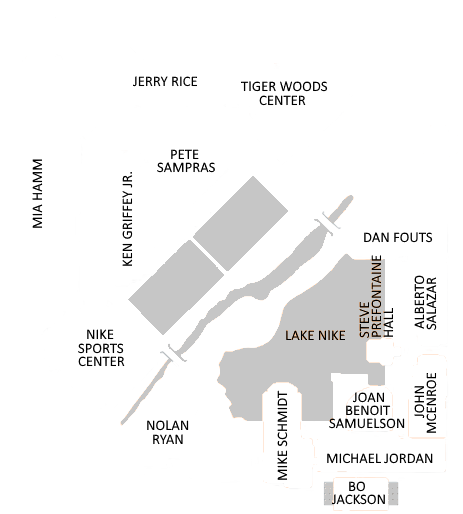 JERRY RICE
TIGER WOODS
CENTER
PETE
SAMPRAS
MIA HAMM
KEN GRIFFEY JR.
DAN FOUTS
STEVE
PREFONTAINE
HALL
ALBERTO
SALAZAR
LAKE NIKE
NIKE
SPORTS
CENTER
JOAN
BENOIT
SAMUELSON
JOHN
MCENROE
NOLAN
RYAN
MIKE SCHMIDT
MICHAEL JORDAN
BO
JACKSON